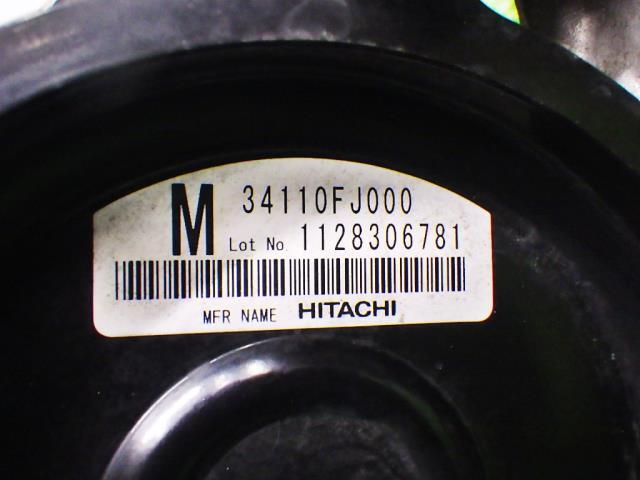 M 34110FJ000
Lot No. 1128306781
MFR NAME HITACHI